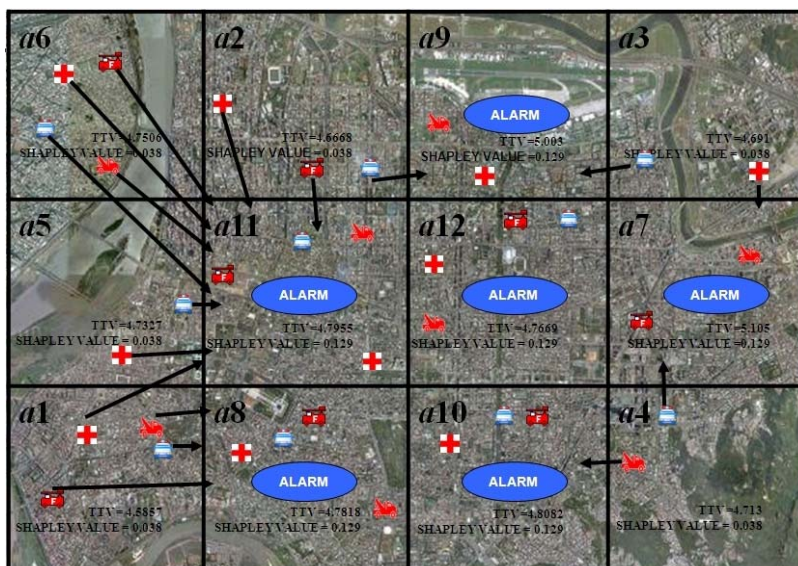 a6
TTV=4.7506
SHAPLEY VALUE = 0.038
a2
TTV=4.6668
SHAPLEY VALUE = 0.038
a9
ALARM
TTV=5.003
SHAPLEY VALUE = 0.129
a3
TTV=4.691
SHAPLEY VALUE = 0.038
a5
TTV=4.7327
SHAPLEY VALUE = 0.038
a11
ALARM
TTV=4.7955
SHAPLEY VALUE = 0.129
a12
ALARM
TTV=4.7669
SHAPLEY VALUE = 0.129
a7
ALARM
TTV=5.105
SHAPLEY VALUE = 0.129
a1
TTV=4.5857
SHAPLEY VALUE = 0.038
a8
ALARM
TTV=4.7818
SHAPLEY VALUE = 0.129
a10
ALARM
TTV=4.8082
SHAPLEY VALUE = 0.129
a4
TTV=4.713
SHAPLEY VALUE = 0.038